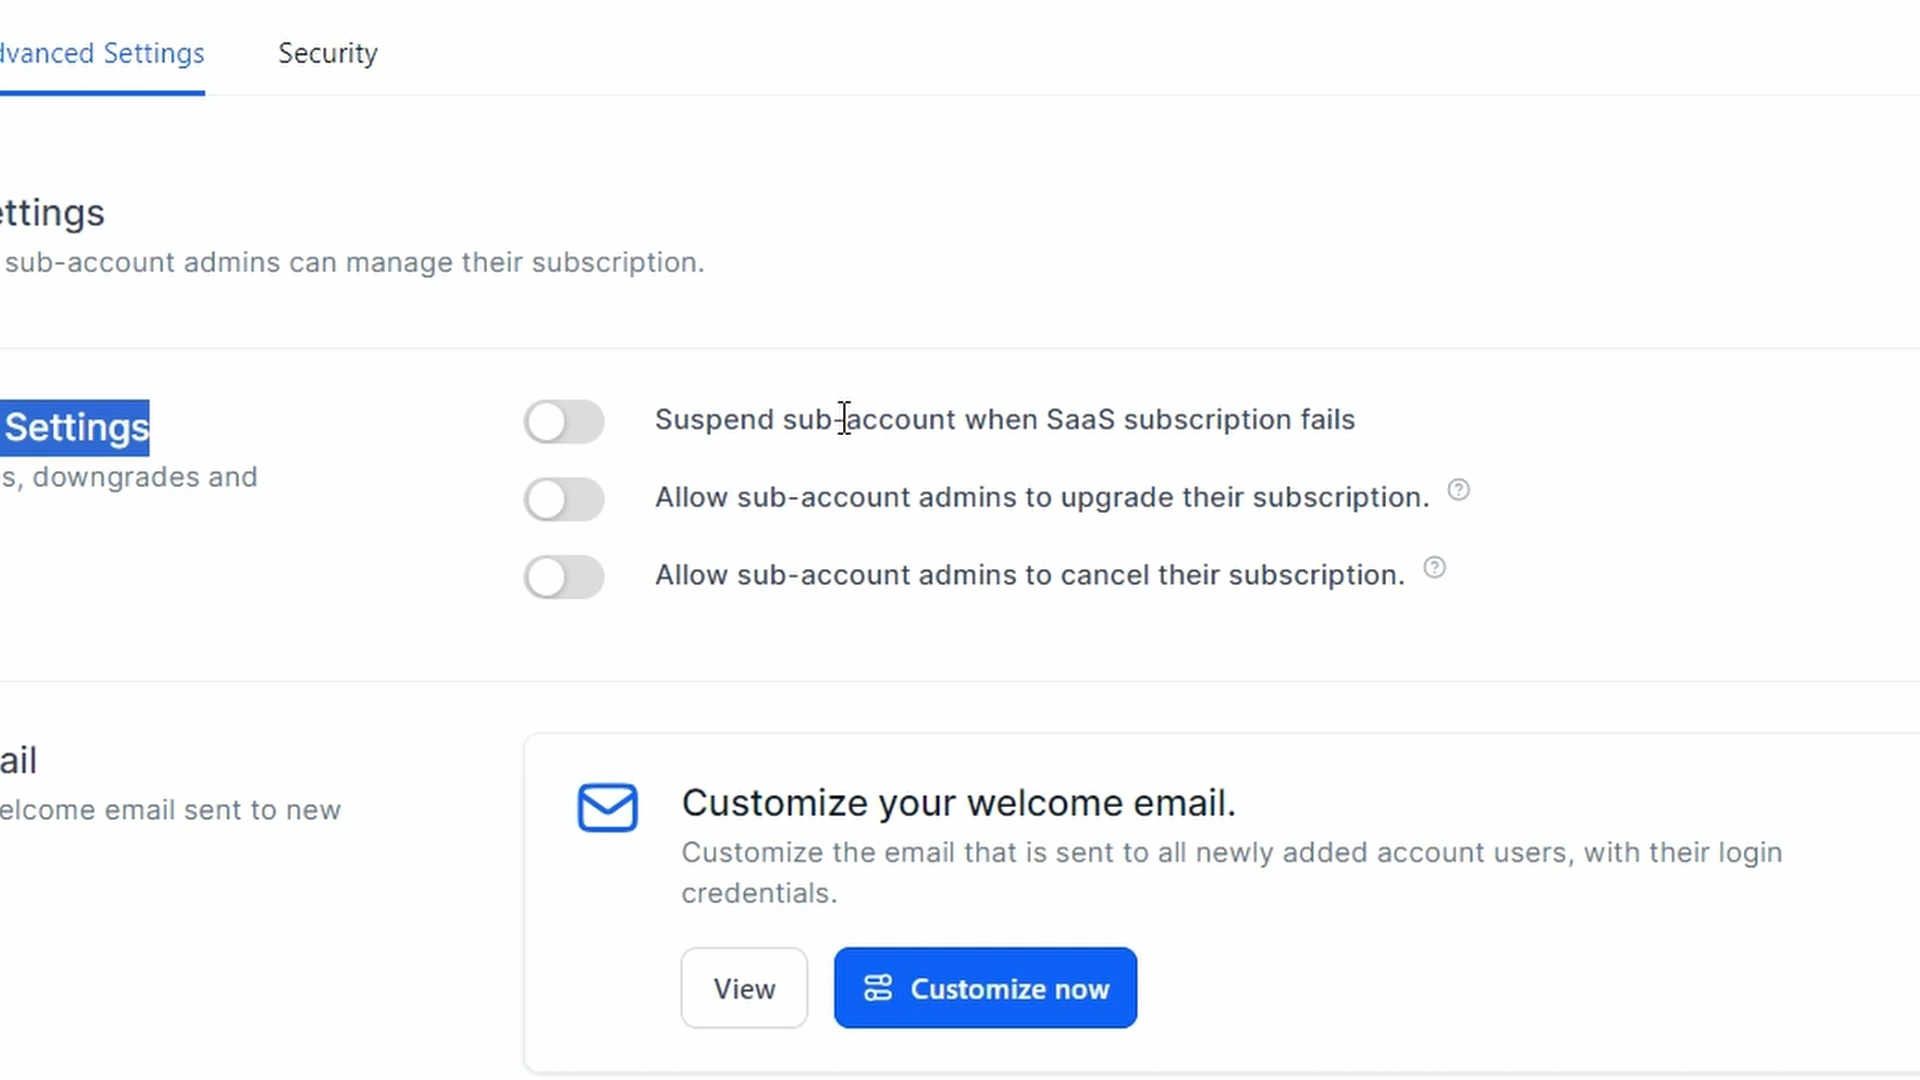 dvanced Settings Security
ettings
sub-account admins can manage their subscription.
Settings
s, downgrades and
Suspend sub-account when SaaS subscription fails
Allow sub-account admins to upgrade their subscription.
Allow sub-account admins to cancel their subscription.
ail
elcome email sent to new
Customize your welcome email.
Customize the email that is sent to all newly added account users, with their login
credentials.
View
Customize now